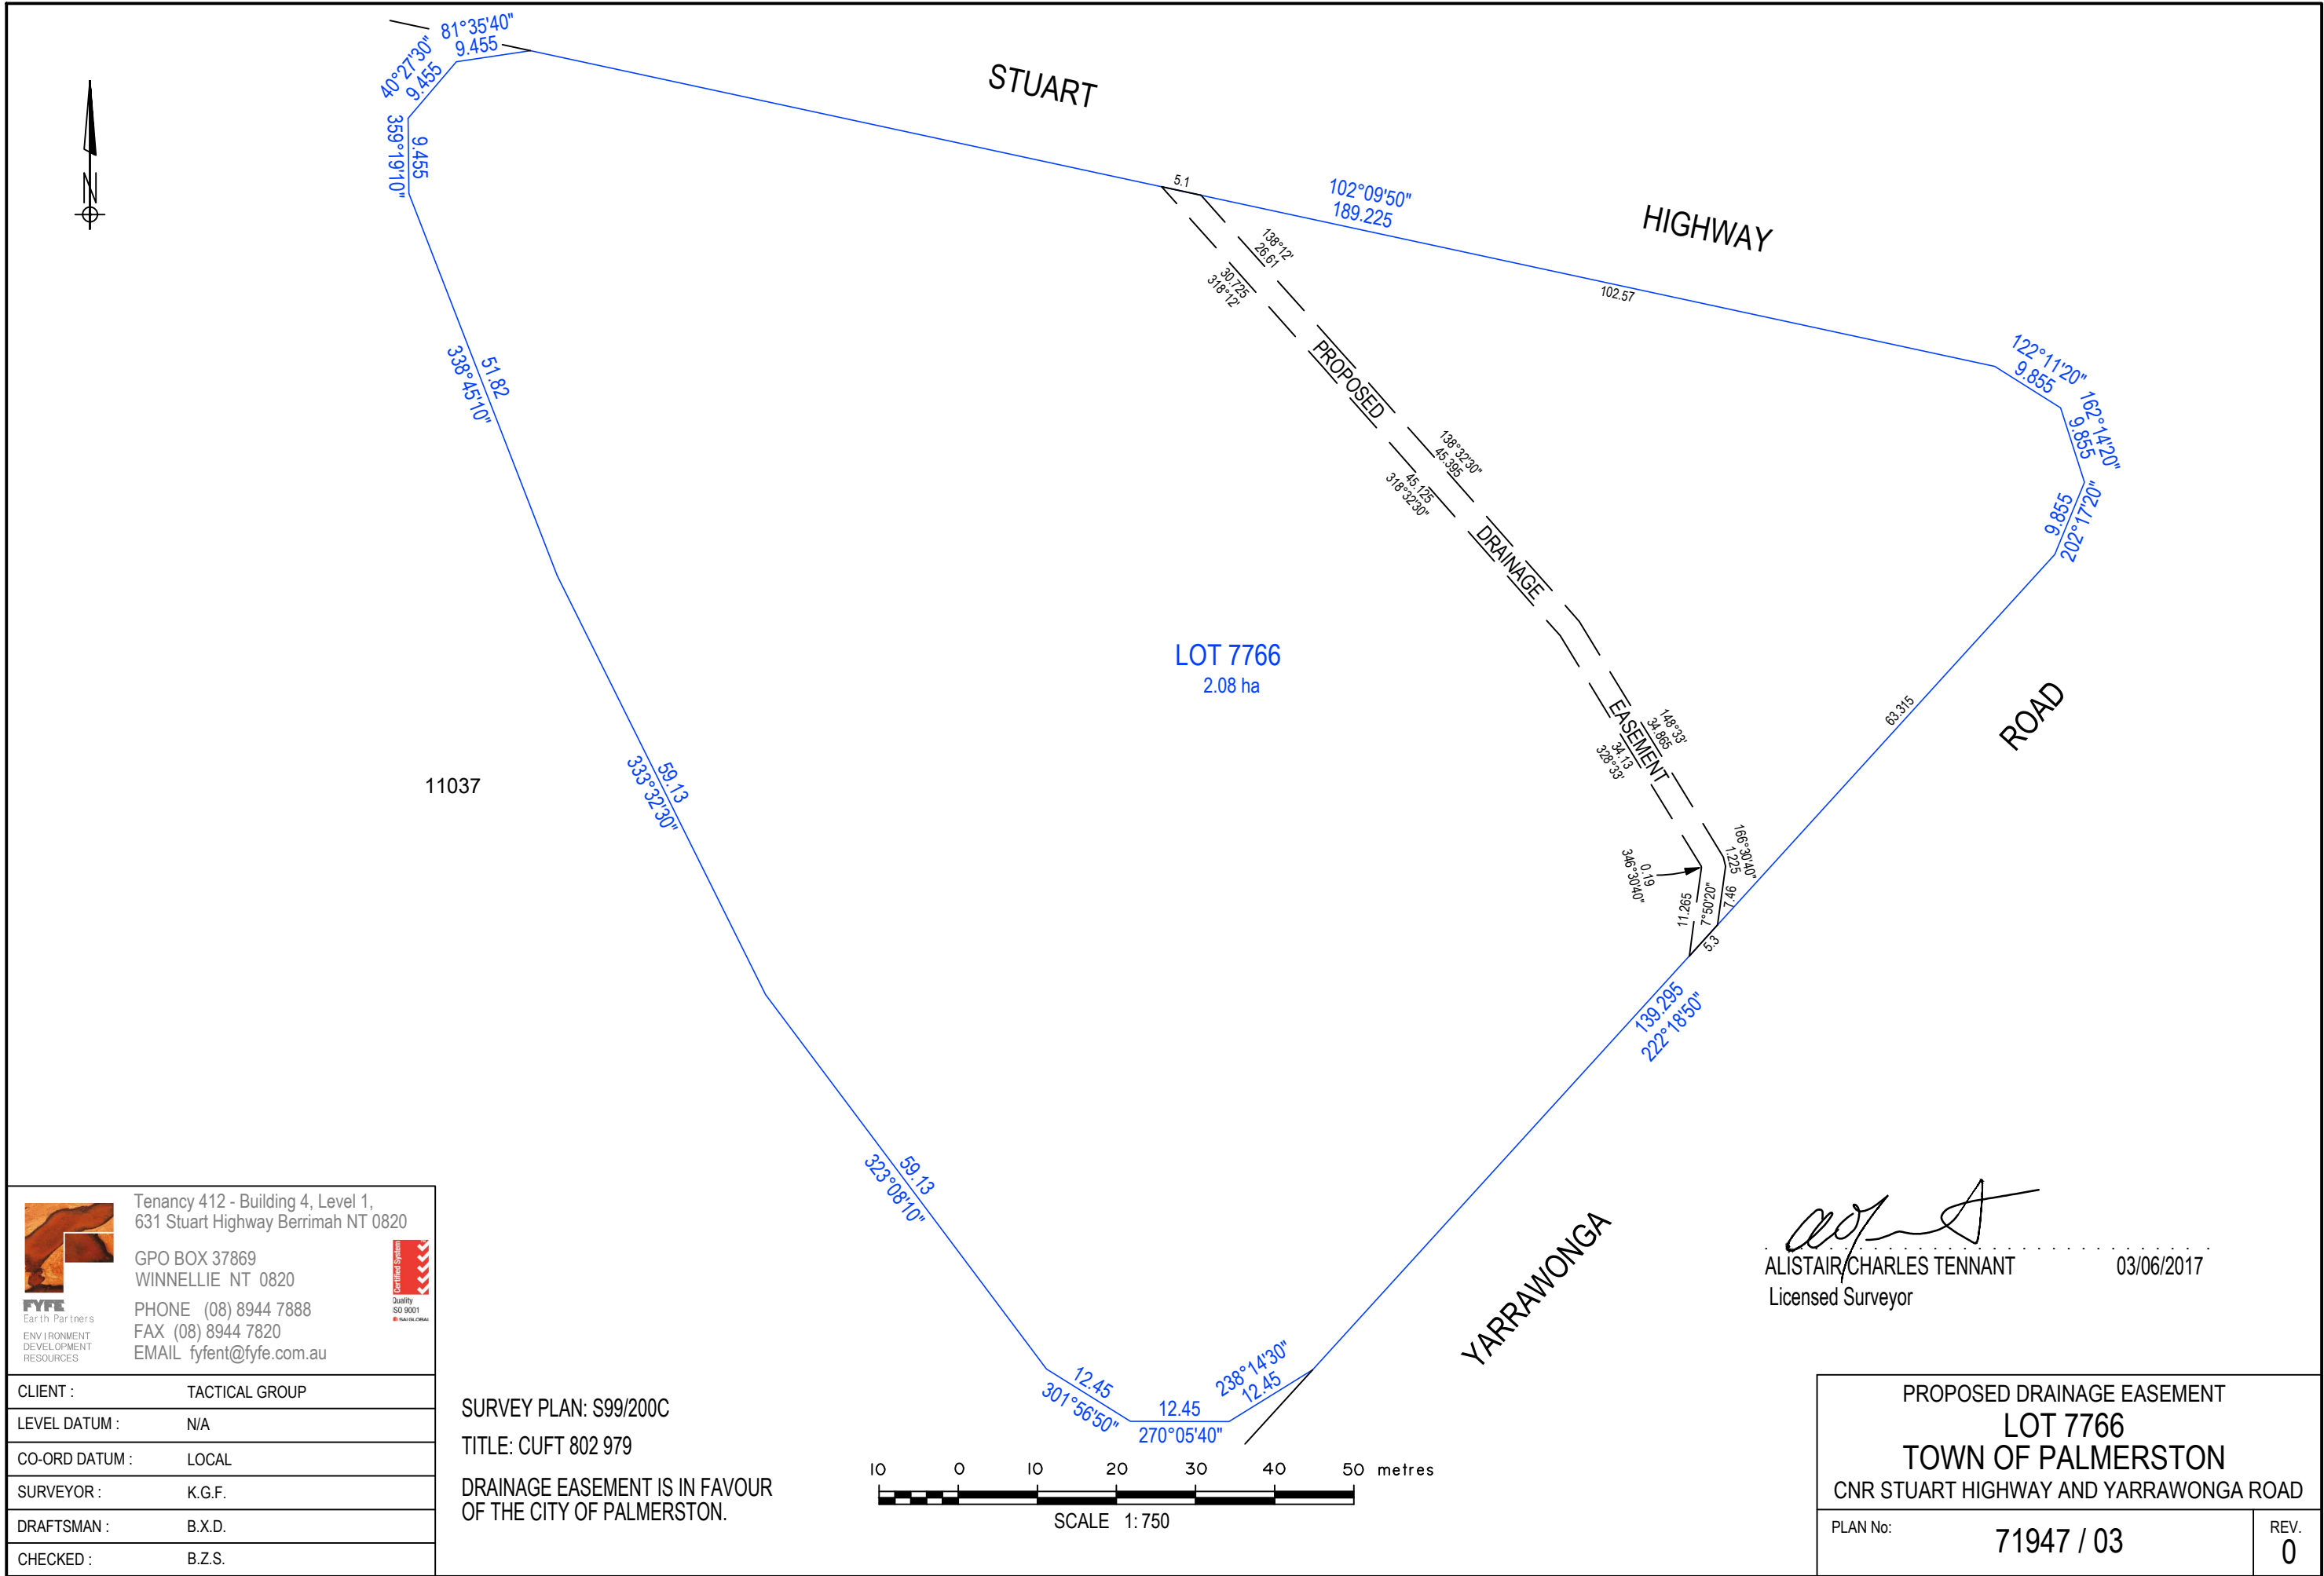 81°35'40"
9.455
40°27'30"
9.455
359°19'10"
9.455
N
STUART
HIGHWAY
5.1
102°09'50"
189.225
102.57
138°12'
26.61
30.725
318°12'
122°11'20"
9.855
162°14'20"
9.855
9.855
202°17'20"
51.82
338°45'10"
PROPOSED
DRAINAGE
EASEMENT
138°32'30"
45.395
45.125
318°32'30"
LOT 7766
2.08 ha
148°33'
34.865
34.13
328°33'
63.315
ROAD
11037
59.13
333°32'30"
166°30'40"
1.225
0.19
346°30'40"
11.265
7°50'20"
7.46
5.3
139.295
222°18'50"
59.13
323°08'10"
YARRAWONGA
12.45
301°56'50"
12.45
270°05'40"
238°14'30"
12.45
ALISTAIR CHARLES TENNANT 03/06/2017
Licensed Surveyor
Tenancy 412 - Building 4, Level 1,
631 Stuart Highway Berrimah NT 0820
GPO BOX 37869
WINNELLIE NT 0820
PHONE (08) 8944 7888
FAX (08) 8944 7820
EMAIL fyfent@fyfe.com.au
FYFE
Earth Partners
ENVIRONMENT
DEVELOPMENT
RESOURCES
Certified System
Quality
ISO 9001
SAI GLOBAL
CLIENT : TACTICAL GROUP
LEVEL DATUM : N/A
CO-ORD DATUM : LOCAL
SURVEYOR : K.G.F.
DRAFTSMAN : B.X.D.
CHECKED : B.Z.S.
SURVEY PLAN: S99/200C
TITLE: CUFT 802 979
DRAINAGE EASEMENT IS IN FAVOUR
OF THE CITY OF PALMERSTON.
10 0 10 20 30 40 50 metres
SCALE 1:750
PROPOSED DRAINAGE EASEMENT
LOT 7766
TOWN OF PALMERSTON
CNR STUART HIGHWAY AND YARRAWONGA ROAD
PLAN No: 71947 / 03
REV.
0